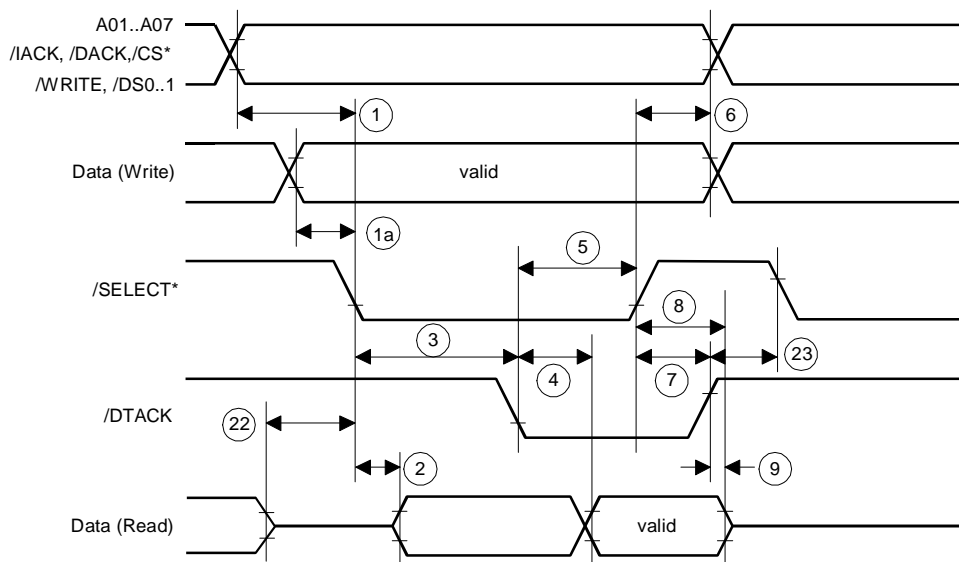 A01..A07
/IACK, /DACK,/CS*
/WRITE, /DS0..1
1
6
Data (Write)
valid
1a
5
/SELECT*
8
3
4
7
23
/DTACK
22
2
9
Data (Read)
valid